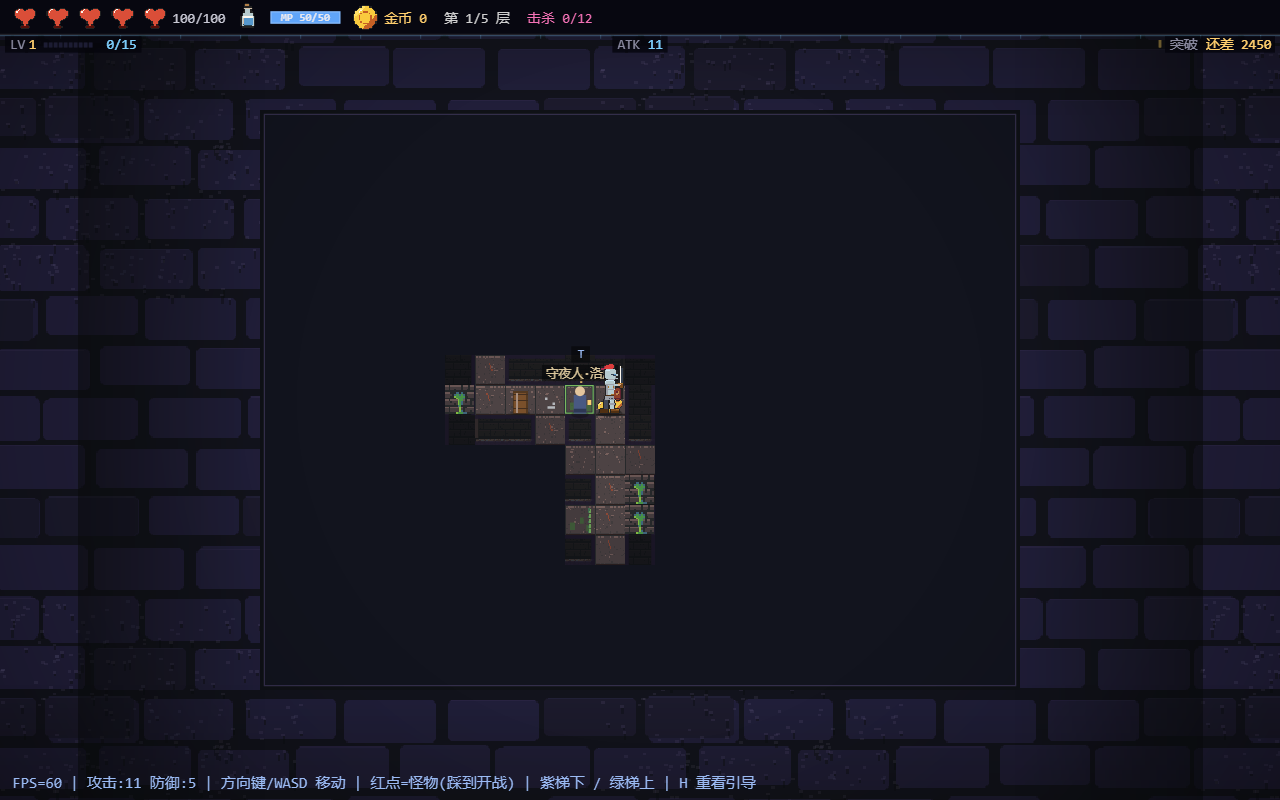 100/100 MP 50/50 金币 0 第 1/5 层 击杀 0/12
LV 1 0/15 ATK 11 突破 还差 2450
T
守夜人·洛
FPS=60 | 攻击:11 防御:5 | 方向键/WASD 移动 | 红点=怪物(踩到开战) | 紫梯下 / 绿梯上 | H 重看引导